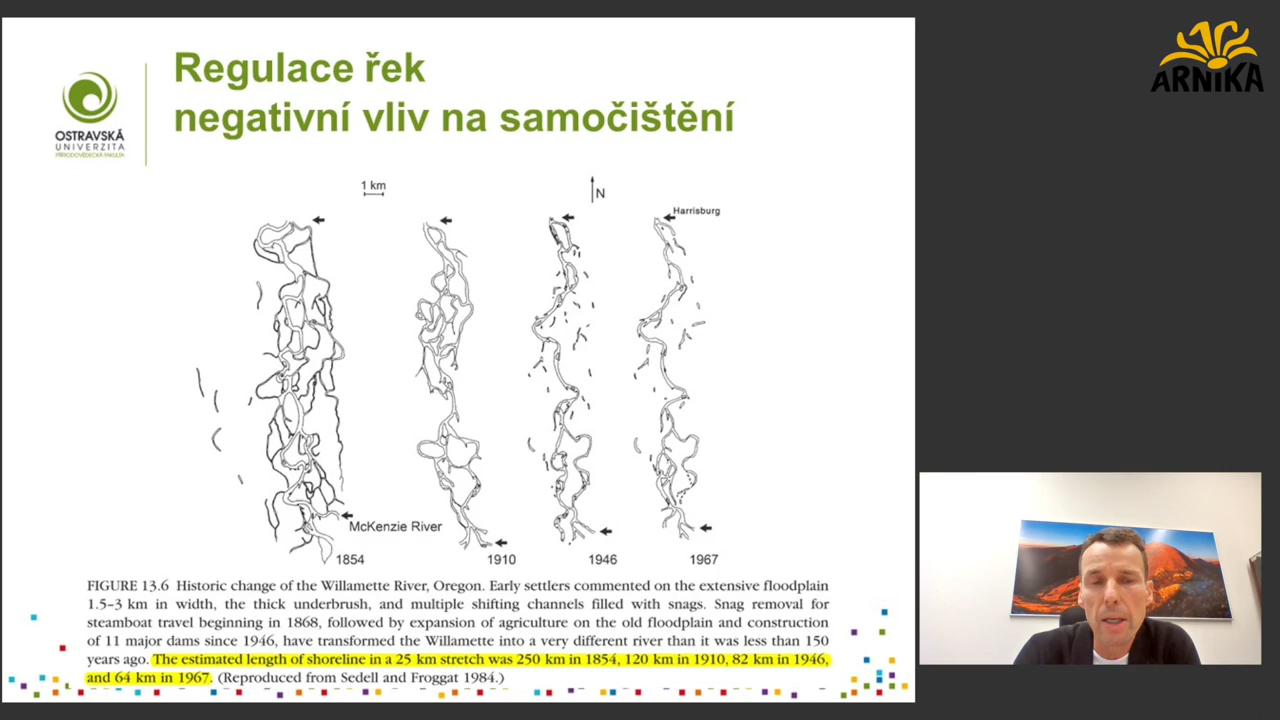 Regulace řek
negativní vliv na samočištění
OSTRAVSKÁ
UNIVERZITA
PŘÍRODOVĚDECKÁ FAKULTA
ARNIKA
1 km
N
Harrisburg
McKenzie River
1854
1910
1946
1967
FIGURE 13.6 Historic change of the Willamette River, Oregon. Early settlers commented on the extensive floodplain
1.5–3 km in width, the thick underbrush, and multiple shifting channels filled with snags. Snag removal for
steamboat travel beginning in 1868, followed by expansion of agriculture on the old floodplain and construction
of 11 major dams since 1946, have transformed the Willamette into a very different river than it was less than 150
years ago. The estimated length of shoreline in a 25 km stretch was 250 km in 1854, 120 km in 1910, 82 km in 1946,
and 64 km in 1967. (Reproduced from Sedell and Froggat 1984.)